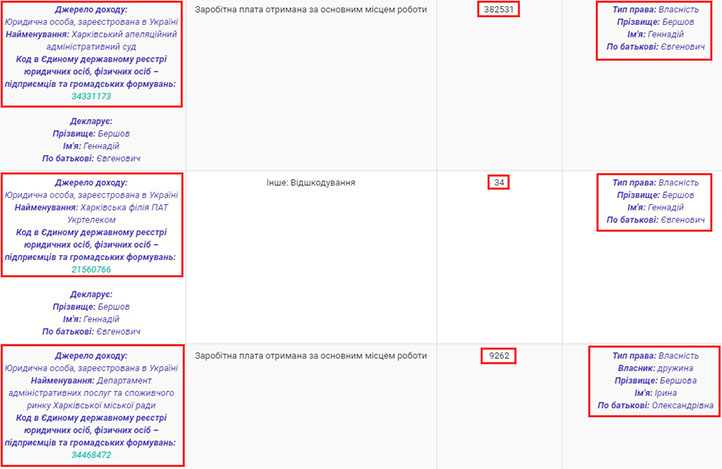 Джерело доходу:
Юридична особа, зареєстрована в Україні
Найменування: Харківський апеляційний
адміністративний суд
Код в Єдиному державному реєстрі
юридичних осіб, фізичних осіб –
підприємців та громадських формувань:
34331173
Декларує:
Прізвище: Бершов
Ім'я: Геннадій
По батькові: Євгенович
Заробітна плата отримана за основним місцем роботи
382531
Тип права: Власність
Прізвище: Бершов
Ім'я: Геннадій
По батькові: Євгенович
Джерело доходу:
Юридична особа, зареєстрована в Україні
Найменування: Харківська філія ПАТ
Укртелеком
Код в Єдиному державному реєстрі
юридичних осіб, фізичних осіб –
підприємців та громадських формувань:
21560766
Декларує:
Прізвище: Бершов
Ім'я: Геннадій
По батькові: Євгенович
Інше: Відшкодування
34
Тип права: Власність
Прізвище: Бершов
Ім'я: Геннадій
По батькові: Євгенович
Джерело доходу:
Юридична особа, зареєстрована в Україні
Найменування: Департамент
адміністративних послуг та споживчого
ринку Харківської міської ради
Код в Єдиному державному реєстрі
юридичних осіб, фізичних осіб –
підприємців та громадських формувань:
34468472
Заробітна плата отримана за основним місцем роботи
9262
Тип права: Власність
Власник: дружина
Прізвище: Бершова
Ім'я: Ірина
По батькові: Олександрівна